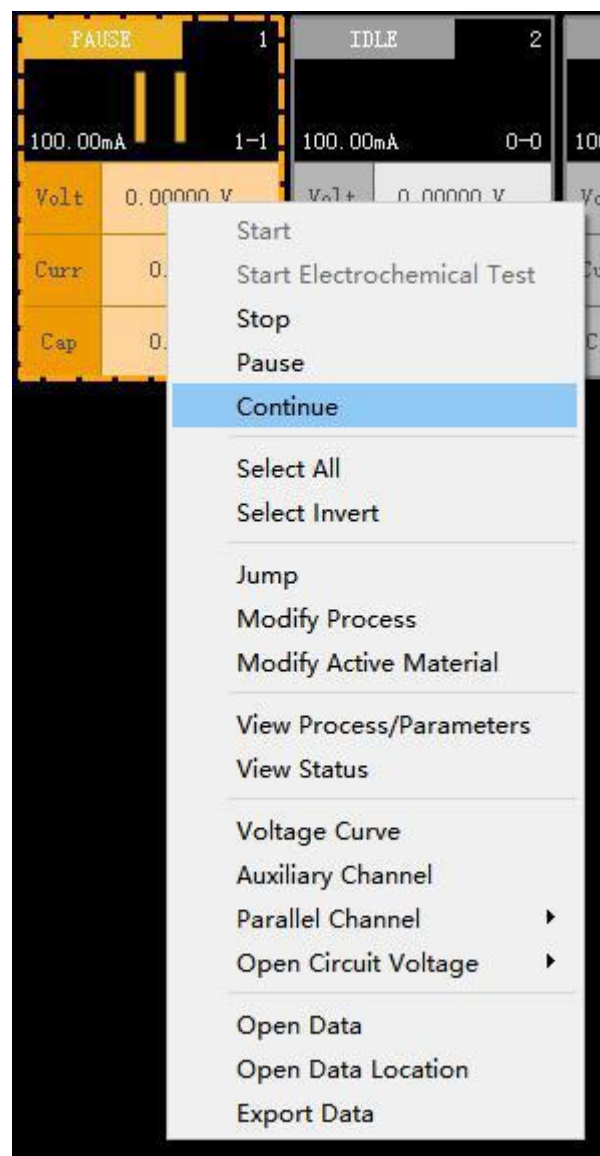 PAUSE 1 IDLE 2
100.00mA 1-1 100.00mA 0-0
Volt 0.00000 V Volt 0.00000 V
Curr 0.
Cap 0.
Start
Start Electrochemical Test
Stop
Pause
Continue
Select All
Select Invert
Jump
Modify Process
Modify Active Material
View Process/Parameters
View Status
Voltage Curve
Auxiliary Channel
Parallel Channel
Open Circuit Voltage
Open Data
Open Data Location
Export Data